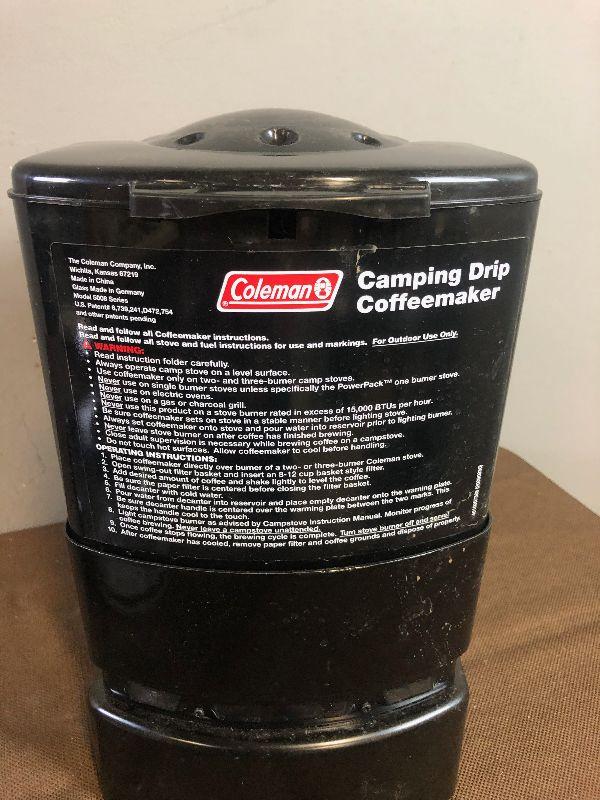 The Coleman Company, Inc.
Wichita, Kansas 67219
Made in China
Glass Made in Germany
Model 5008 Series
U.S. Patent# 6,739,241,D472,754
and other patents pending
Coleman
Camping Drip
Coffeemaker
Read and follow all Coffeemaker instructions.
Read and follow all stove and fuel instructions for use and markings. For Outdoor Use Only.
WARNING:
• Read instruction folder carefully.
• Always operate camp stove on a level surface.
• Use coffeemaker only on two- and three-burner camp stoves.
• Never use on single burner stoves unless specifically the PowerPack™ one burner stove.
• Never use on electric ovens.
• Never use on a gas or charcoal grill.
• Never use this product on a stove burner rated in excess of 15,000 BTUs per hour.
• Be sure coffeemaker sets on stove in a stable manner before lighting stove.
• Always set coffeemaker onto stove and pour water into reservoir prior to lighting burner.
• Never leave stove burner on after coffee has finished brewing.
• Close adult supervision is necessary while brewing coffee on a campstove.
• Do not touch hot surfaces. Allow coffeemaker to cool before handling.
OPERATING INSTRUCTIONS:
1. Place coffeemaker directly over burner of a two- or three-burner Coleman stove.
2. Open swing-out filter basket and insert an 8-12 cup basket style filter.
3. Add desired amount of coffee and shake lightly to level the coffee.
4. Be sure the paper filter is centered before closing the filter basket.
5. Fill decanter with cold water.
6. Pour water from decanter into reservoir and place empty decanter onto the warming plate.
7. Be sure decanter handle is centered over the warming plate between the two marks. This
keeps the handle cool to the touch.
8. Light campstove burner as advised by Campstove Instruction Manual. Monitor progress of
coffee brewing. Never leave a campstove unattended.
9. Once coffee stops flowing, the brewing cycle is complete. Turn stove burner off and serve!
10. After coffeemaker has cooled, remove paper filter and coffee grounds and dispose of properly.